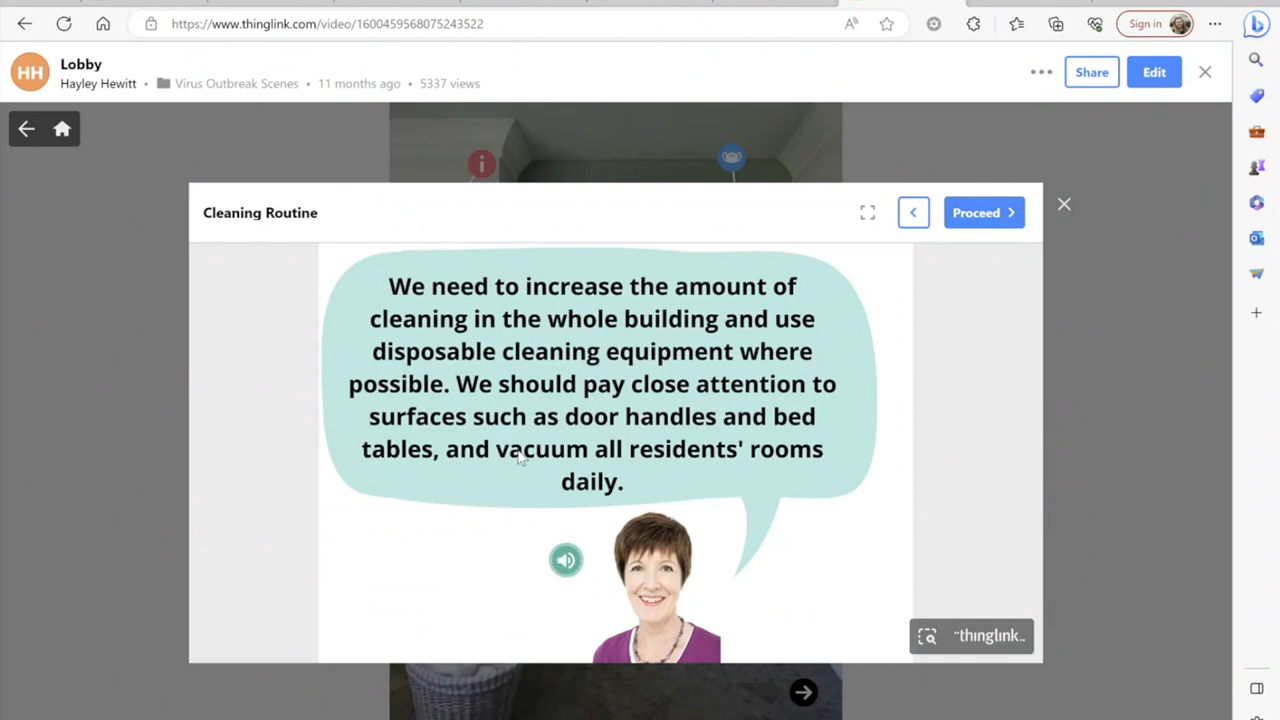 https://www.thinglink.com/video/1600459568075243522
Sign in
HH
Lobby
Hayley Hewitt • Virus Outbreak Scenes • 11 months ago • 5337 views
Share
Edit
Cleaning Routine
Proceed
We need to increase the amount of
cleaning in the whole building and use
disposable cleaning equipment where
possible. We should pay close attention to
surfaces such as door handles and bed
tables, and vacuum all residents' rooms
daily.
thinglink..